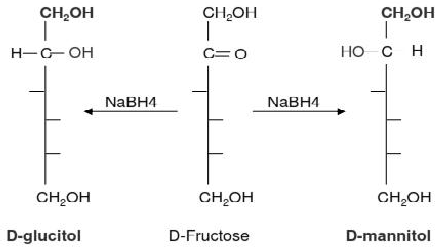 CH₂OH CH₂OH CH₂OH
H—C—OH C=O HO C H
NaBH4 NaBH4
CH₂OH CH₂OH CH₂OH
D-glucitol D-Fructose D-mannitol